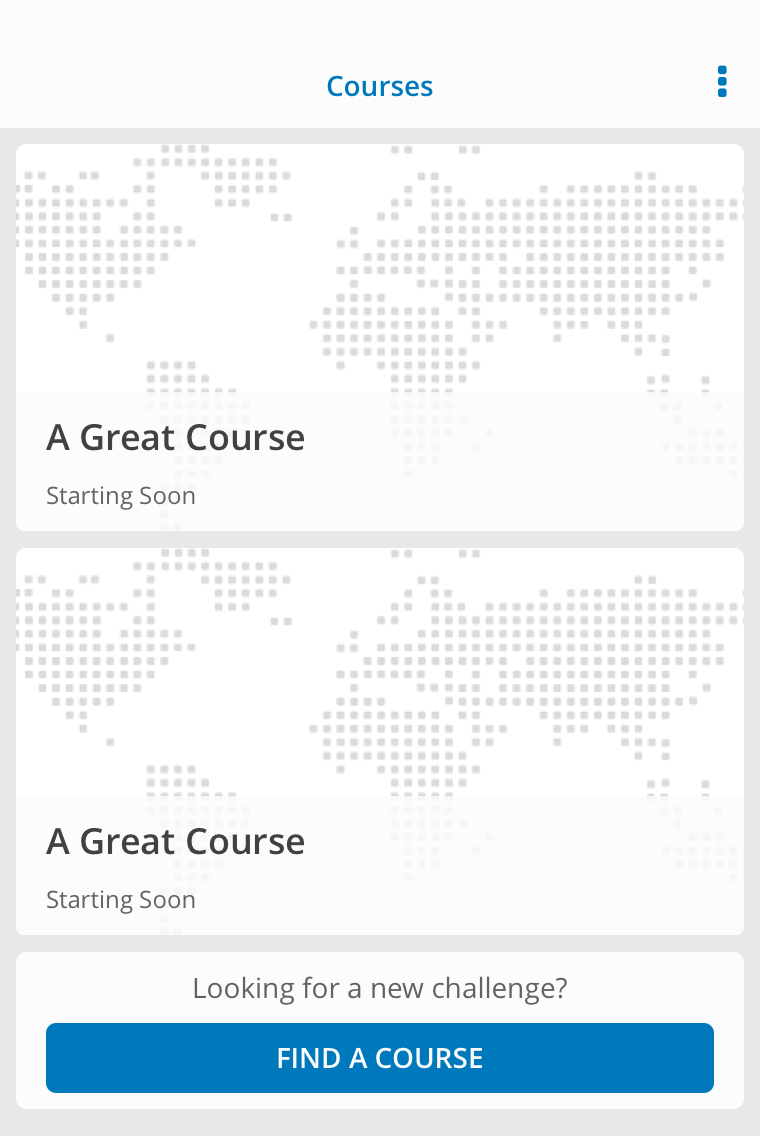 Courses
A Great Course
Starting Soon
A Great Course
Starting Soon
Looking for a new challenge?
FIND A COURSE